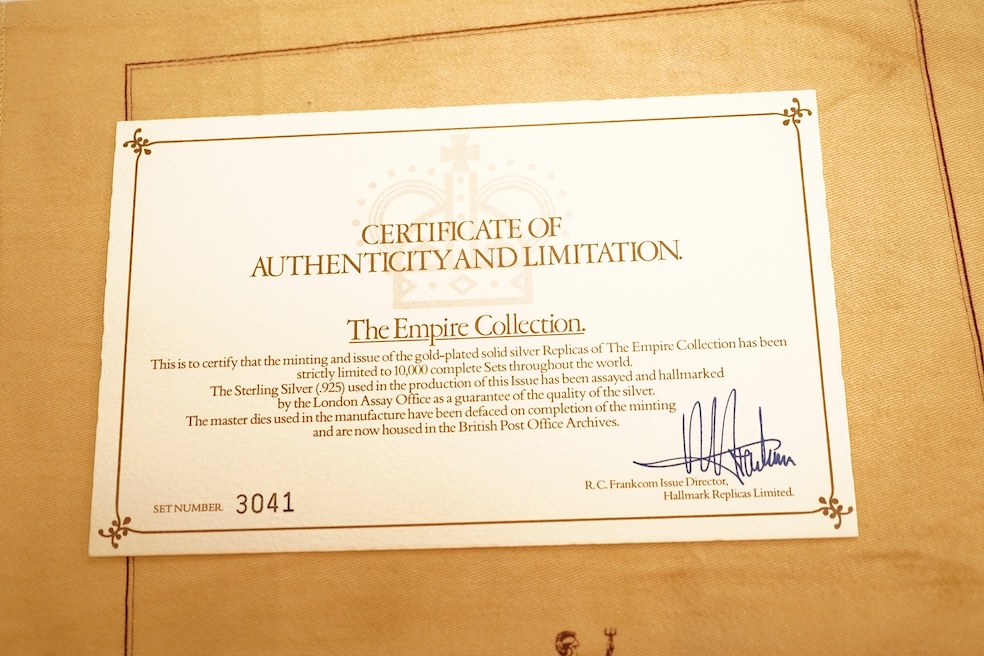 CERTIFICATE OF
AUTHENTICITY AND LIMITATION.
The Empire Collection.
This is to certify that the minting and issue of the gold-plated solid silver Replicas of The Empire Collection has been
strictly limited to 10,000 complete Sets throughout the world.
The Sterling Silver (.925) used in the production of this Issue has been assayed and hallmarked
by the London Assay Office as a guarantee of the quality of the silver.
The master dies used in the manufacture have been defaced on completion of the minting
and are now housed in the British Post Office Archives.
R. C. Frankcom Issue Director,
Hallmark Replicas Limited.
SET NUMBER. 3041